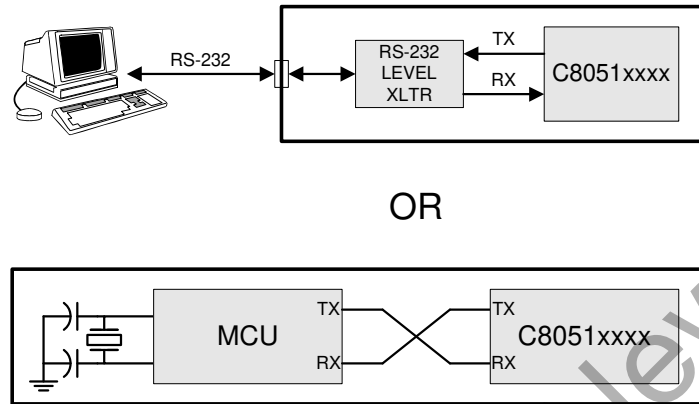 RS-232
RS-232
LEVEL
XLTR
TX
RX
C8051xxxx
OR
MCU
TX
RX
TX
RX
C8051xxxx